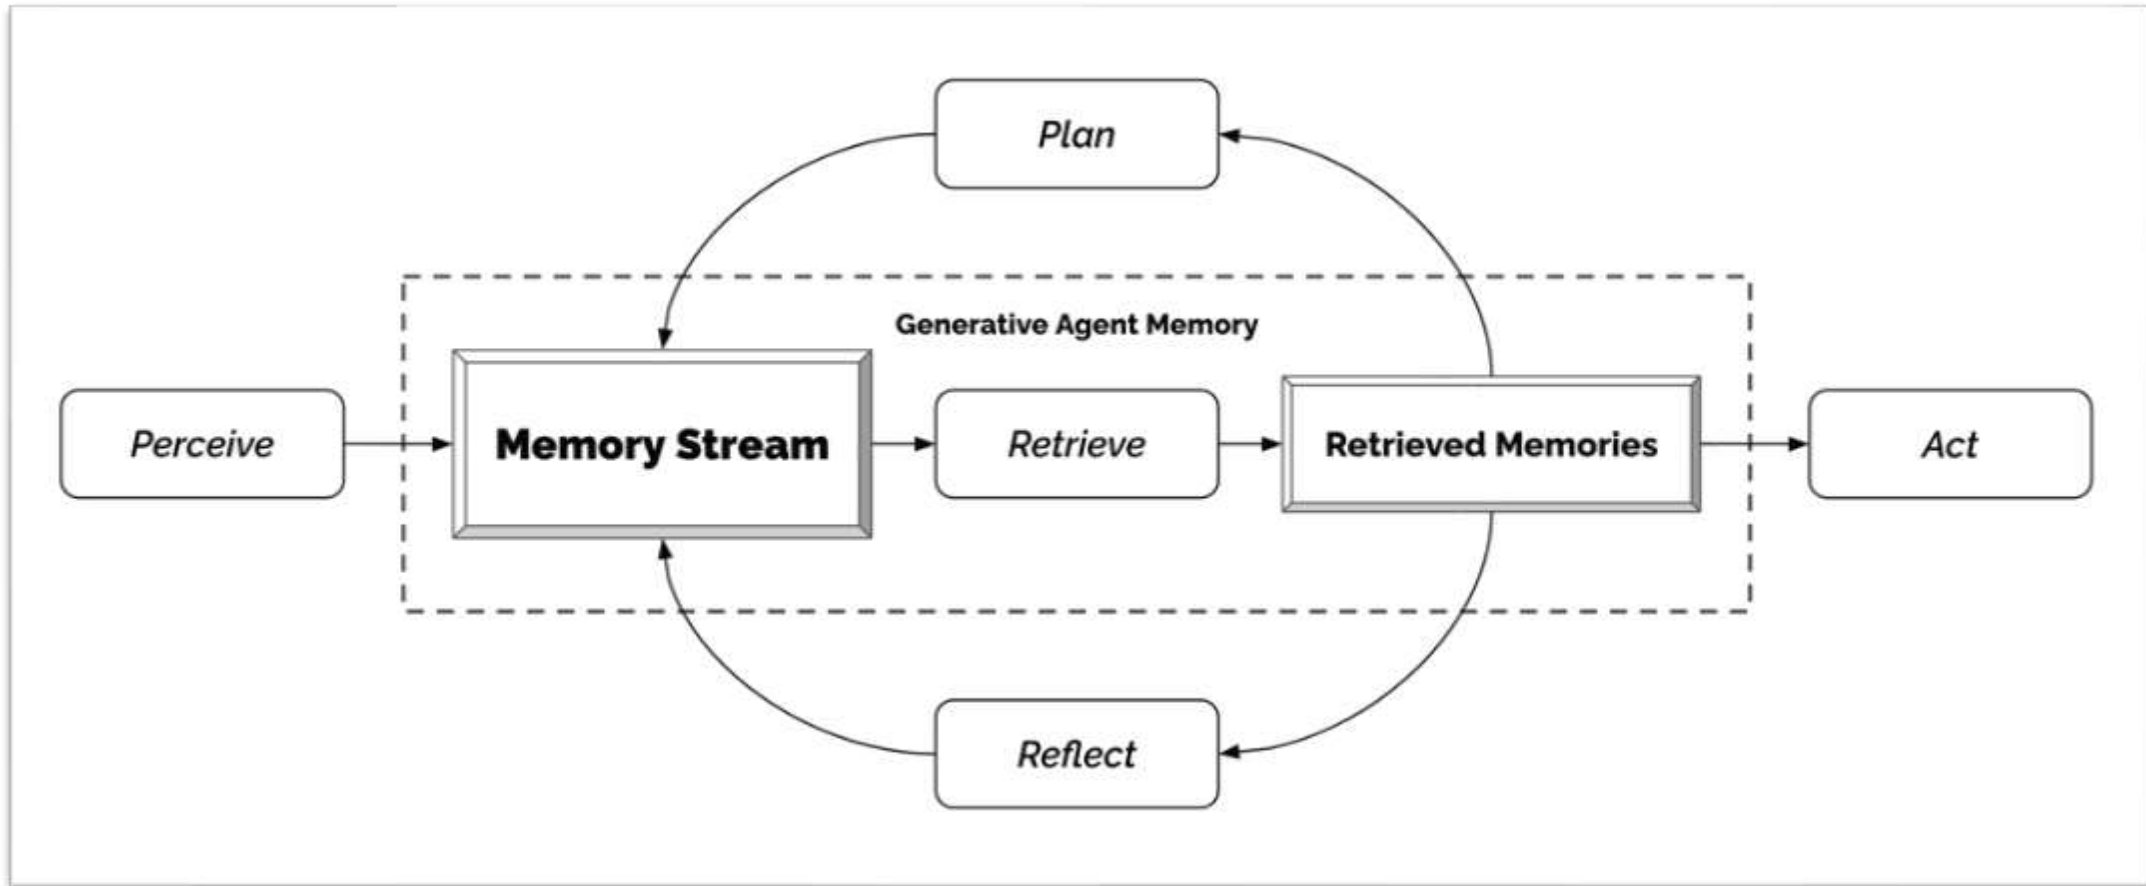 Plan
Generative Agent Memory
Perceive
Memory Stream
Retrieve
Retrieved Memories
Act
Reflect